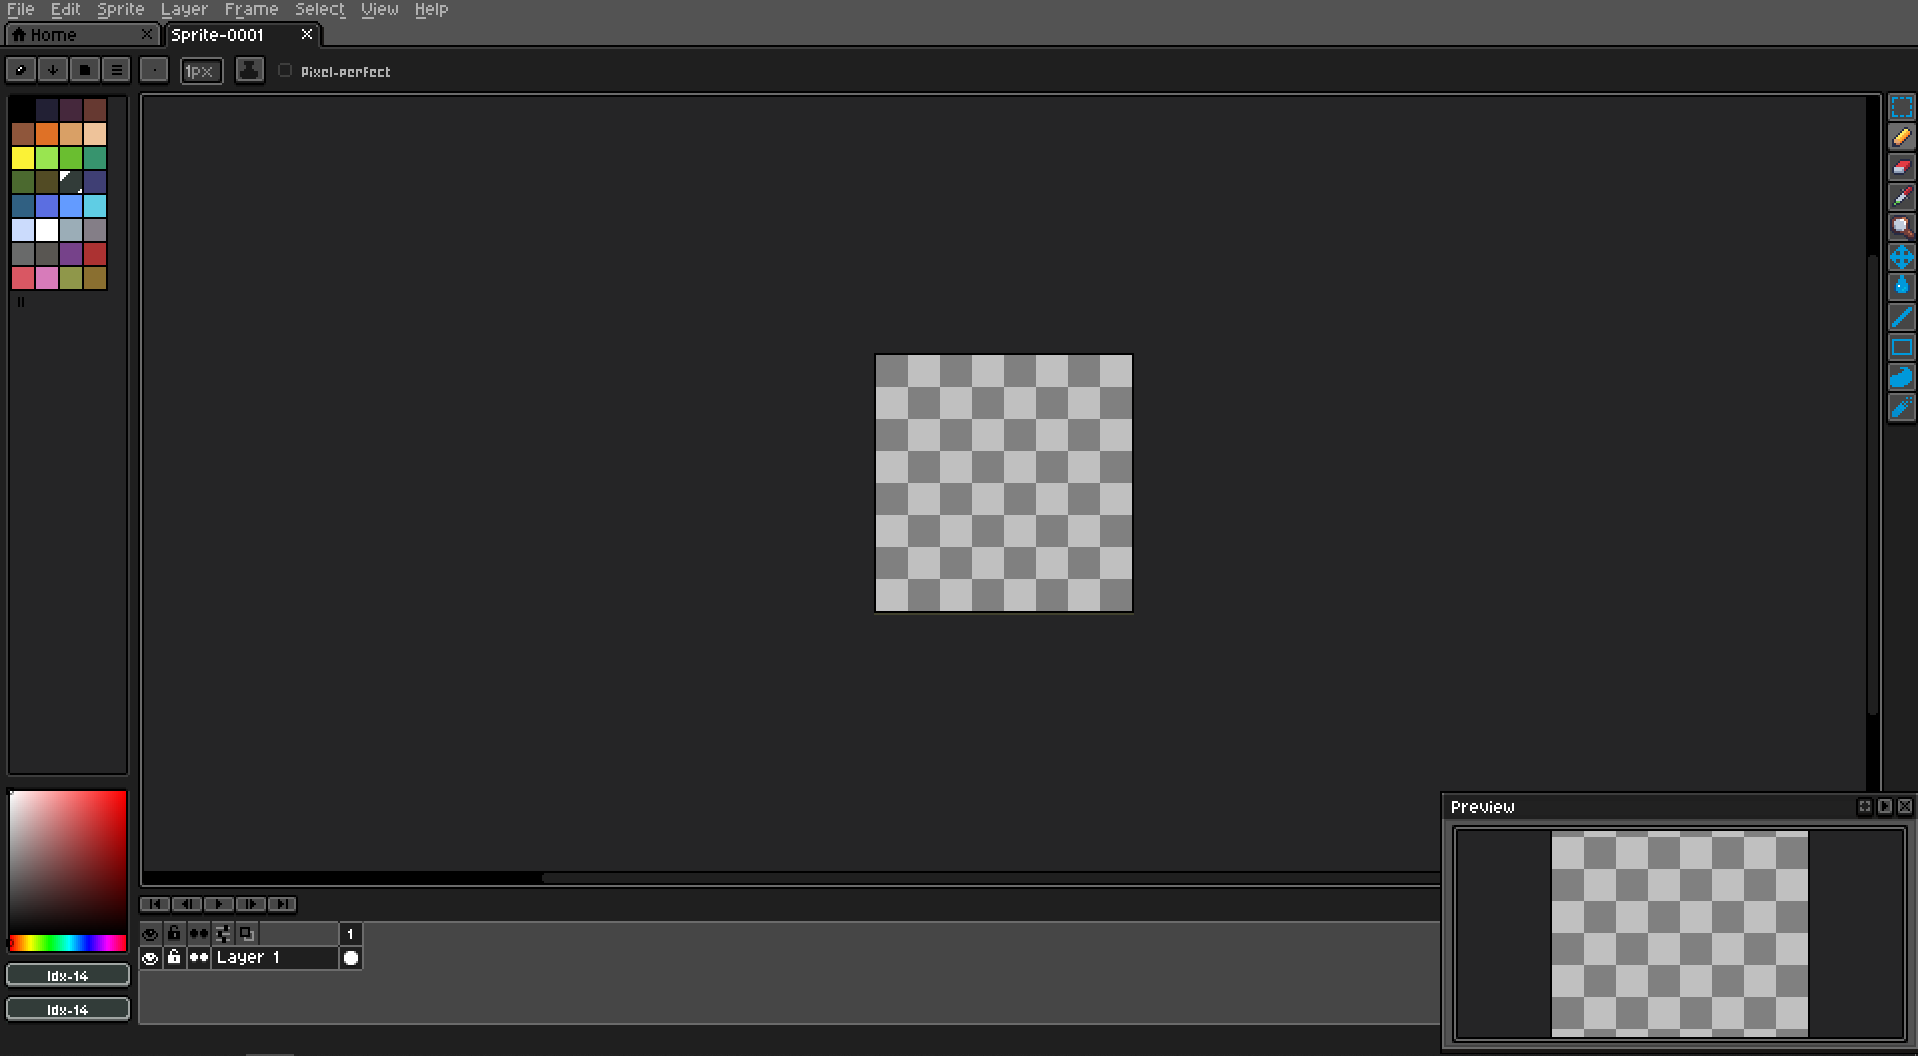 File Edit Sprite Layer Frame Select View Help
Home Sprite-0001
1px Pixel-perfect
Preview
1
Layer 1
Idx-14
Idx-14